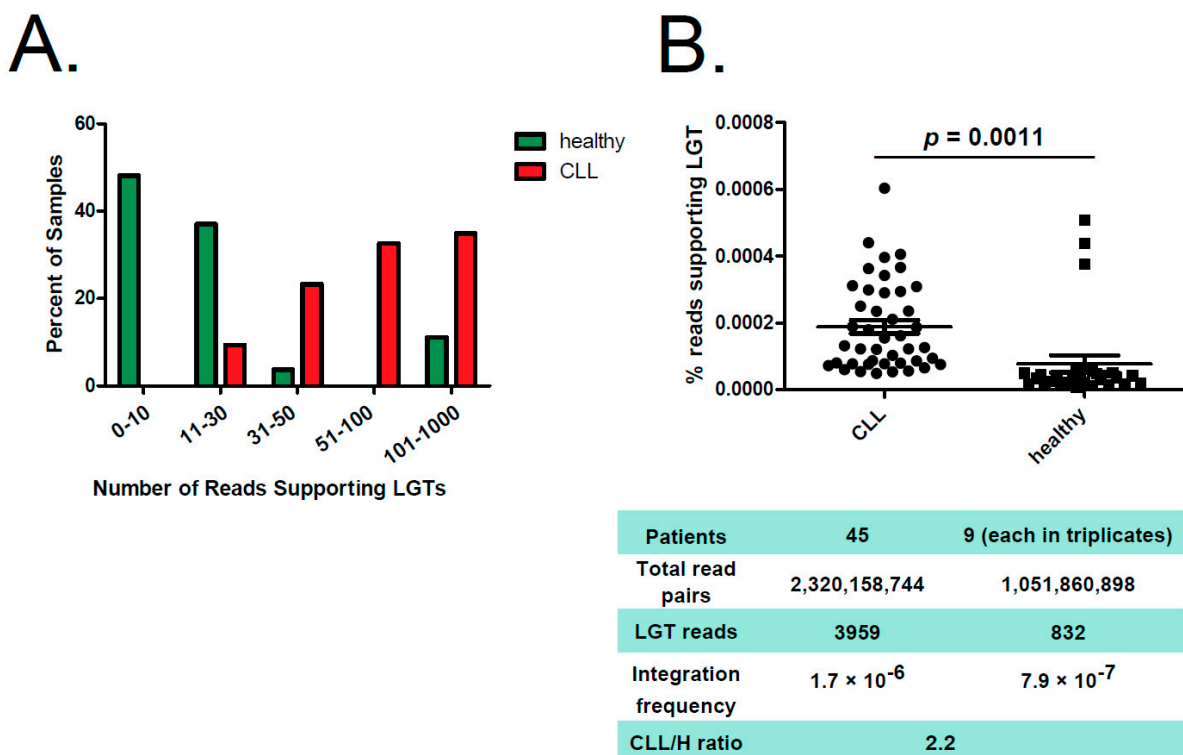 A.
60
40
20
0
Percent of Samples
healthy
CLL
0-10
11-30
31-50
51-100
101-1000
Number of Reads Supporting LGTs
B.
0.0008
0.0006
0.0004
0.0002
0.0000
% reads supporting LGT
p = 0.0011
CLL
healthy
Patients 45 9 (each in triplicates)
Total read
pairs 2,320,158,744 1,051,860,898
LGT reads 3959 832
Integration 1.7 × 10⁻⁶ 7.9 × 10⁻⁷
frequency
CLL/H ratio 2.2